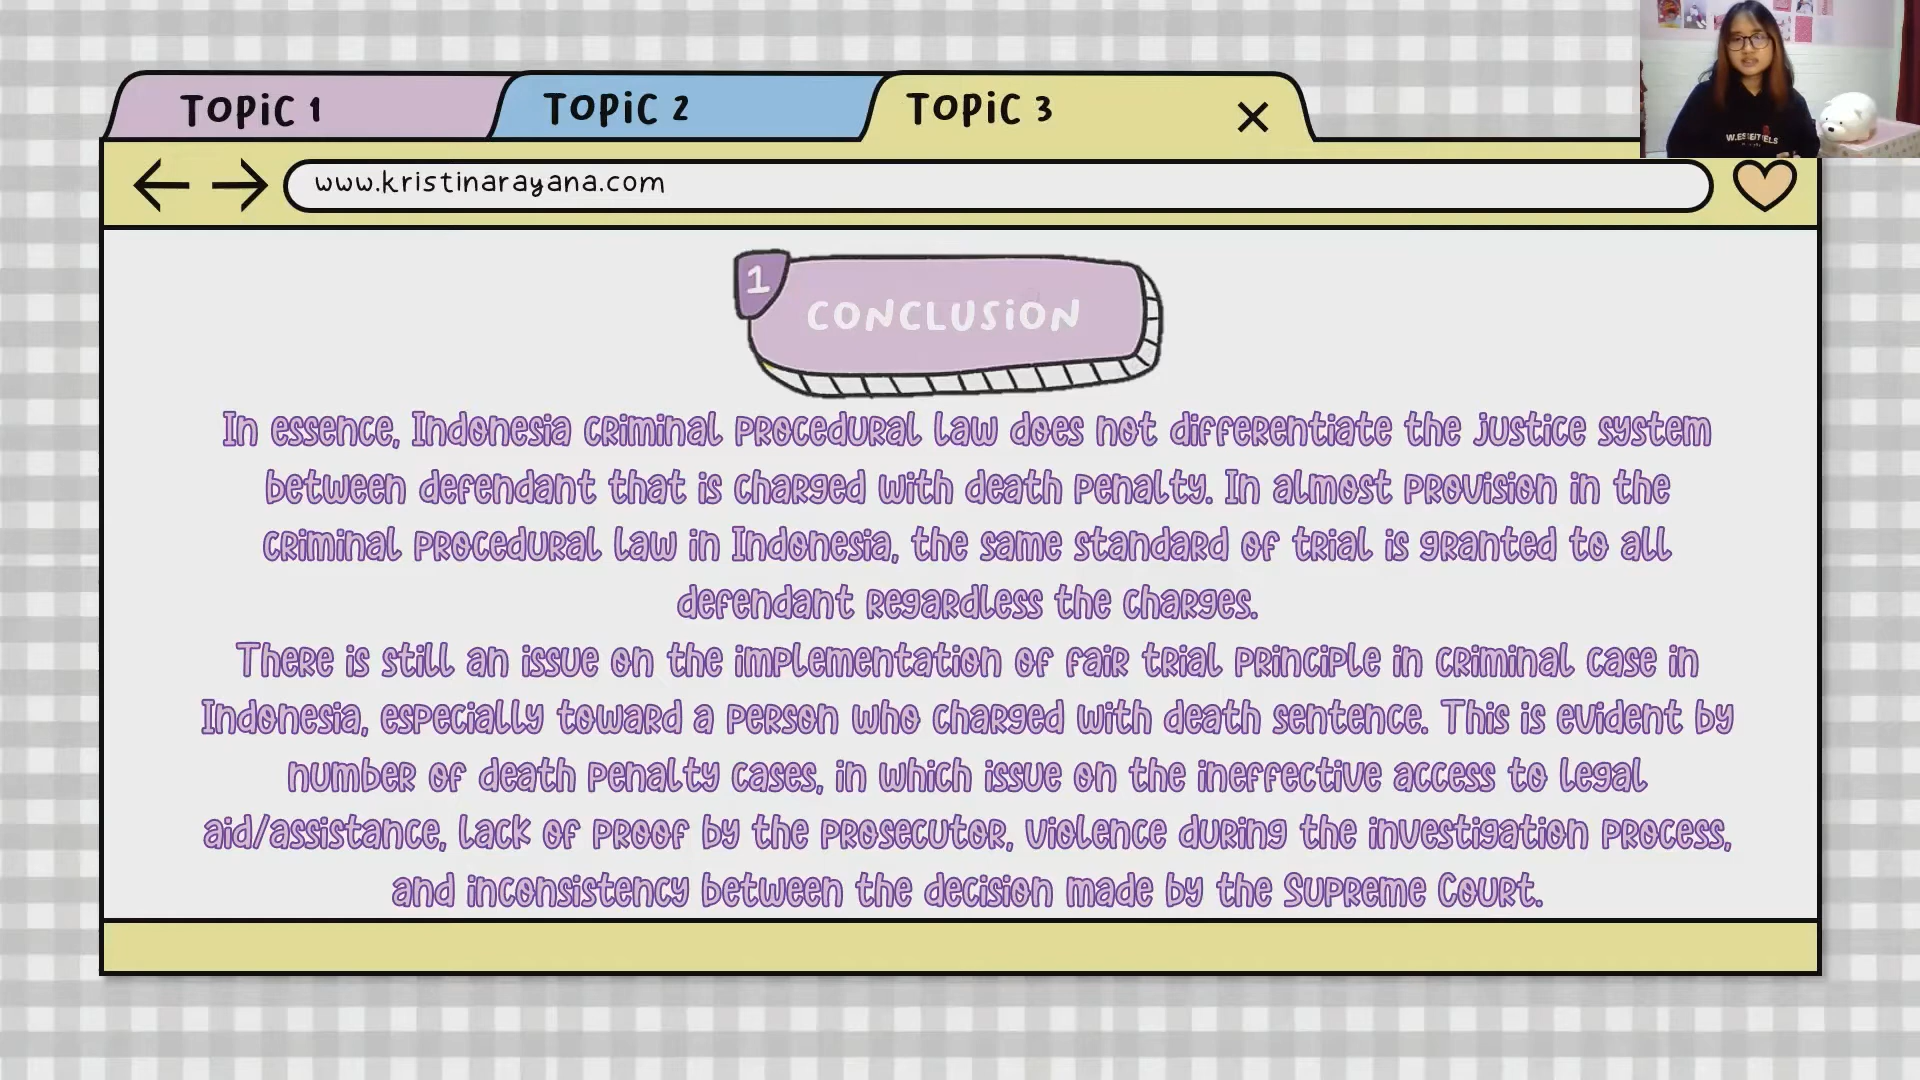 TOPIC 1
TOPIC 2
TOPIC 3
www.kristinarayana.com
1
CONCLUSION
In essence, Indonesia criminal procedural law does not differentiate the justice system
between defendant that is charged with death penalty. In almost provision in the
criminal procedural law in Indonesia, the same standard of trial is granted to all
defendant regardless the charges.
There is still an issue on the implementation of fair trial principle in criminal case in
Indonesia, especially toward a person who charged with death sentence. This is evident by
number of death penalty cases, in which issue on the ineffective access to legal
aid/assistance, lack of proof by the prosecutor, violence during the investigation process,
and inconsistency between the decision made by the Supreme Court.